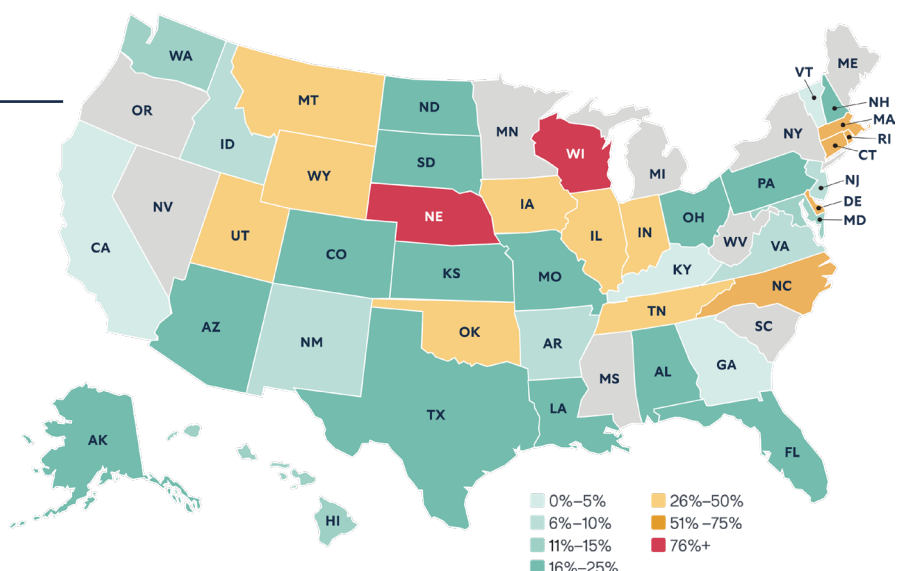 WA
ME
VT
MT
ND
NH
OR
MN
MA
NY
RI
ID
WI
CT
SD
MI
WY
PA
NJ
IA
DE
NV
NE
OH
MD
UT
IL
IN
WV
VA
CA
CO
KS
MO
KY
NC
TN
AZ
OK
SC
NM
AR
GA
MS
AL
TX
LA
AK
FL
HI
0%–5%
26%–50%
6%–10%
51% –75%
11%–15%
76%+
16%–25%